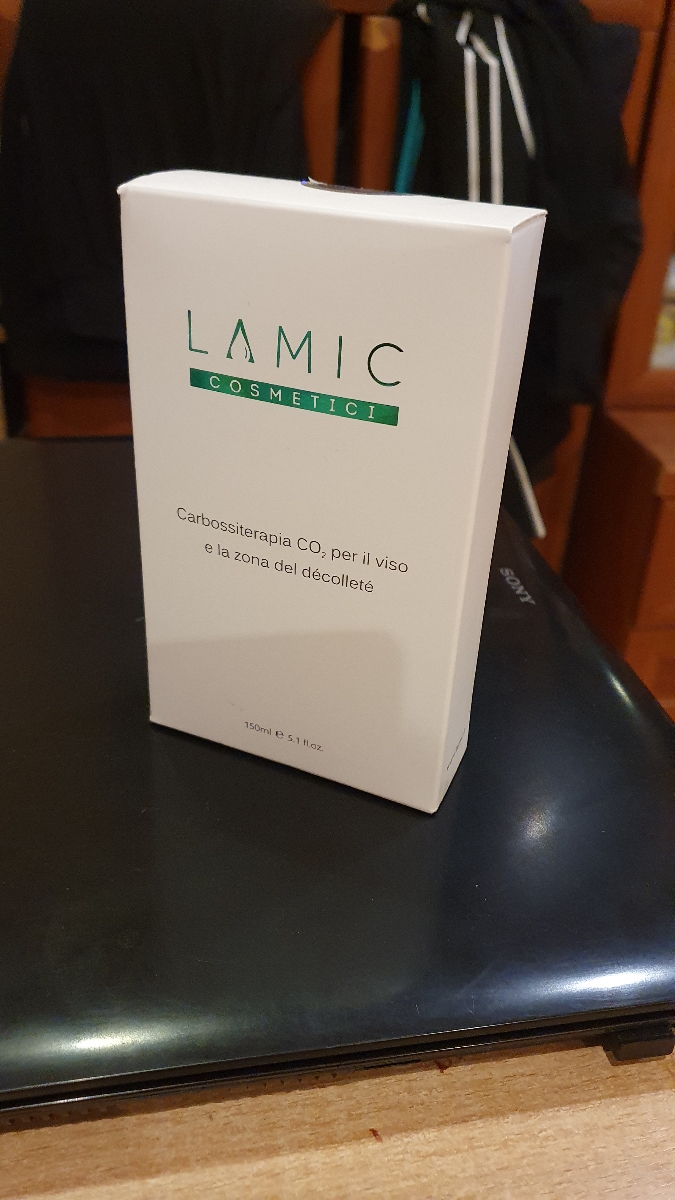 LAMIC
COSMETICI
Carbossiterapia CO₂ per il viso
e la zona del décolleté
150ml ℮ 5.1 fl.oz.
SONY